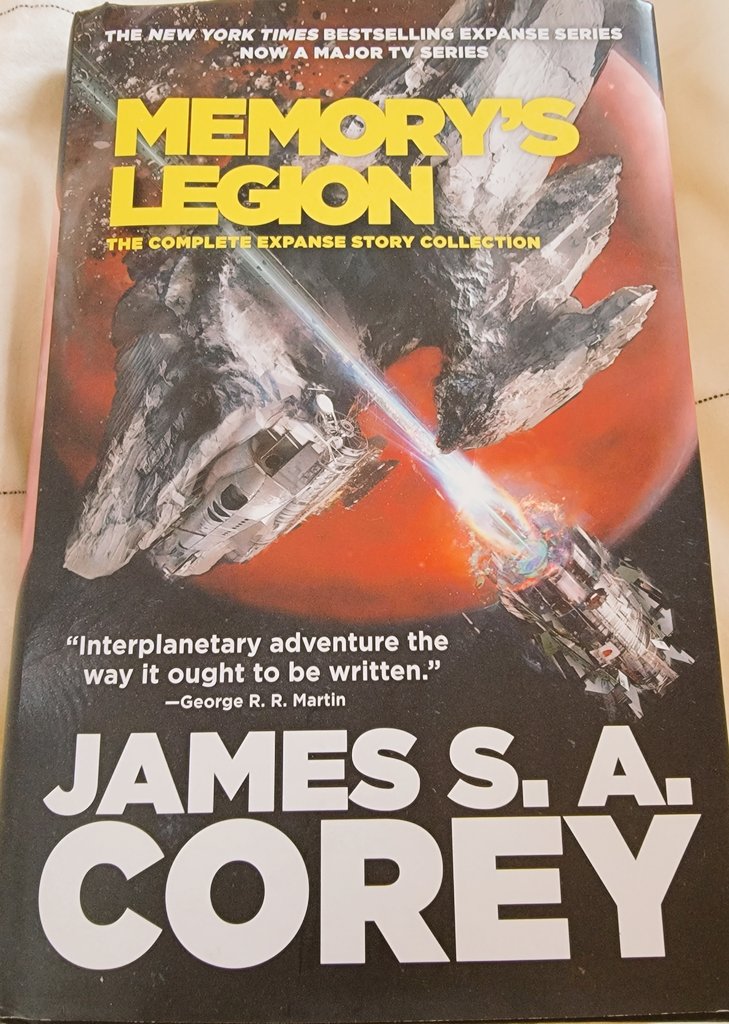 THE NEW YORK TIMES BESTSELLING EXPANSE SERIES
NOW A MAJOR TV SERIES
MEMORY'S
LEGION
THE COMPLETE EXPANSE STORY COLLECTION
“Interplanetary adventure the
way it ought to be written.”
—George R. R. Martin
JAMES S. A.
COREY